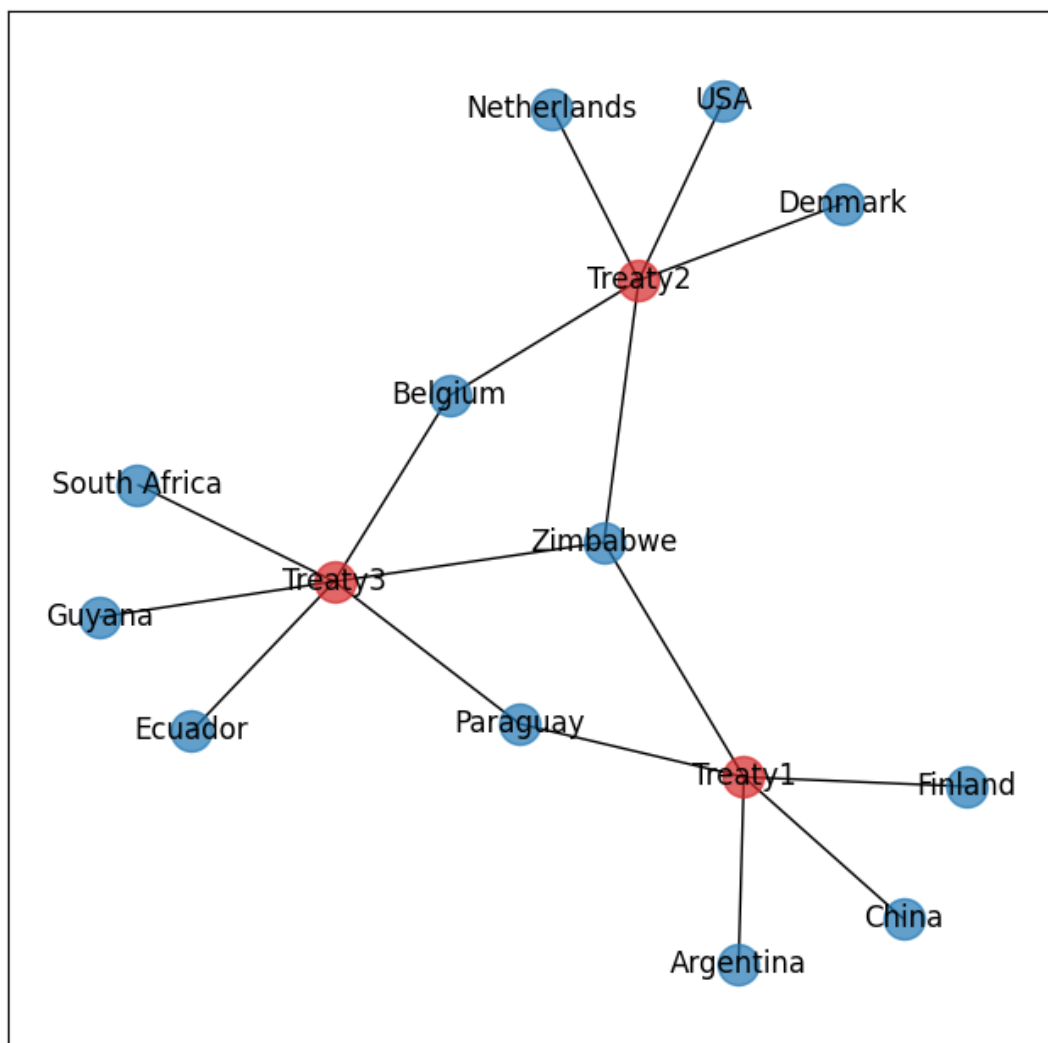 Netherlands
USA
Denmark
Treaty2
Belgium
South Africa
Zimbabwe
Treaty3
Guyana
Ecuador
Paraguay
Treaty1
Finland
China
Argentina